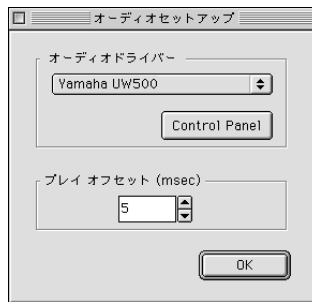 オーディオセットアップ
オーディオドライバー
Yamaha UW500
Control Panel
プレイ オフセット (msec)
5
OK